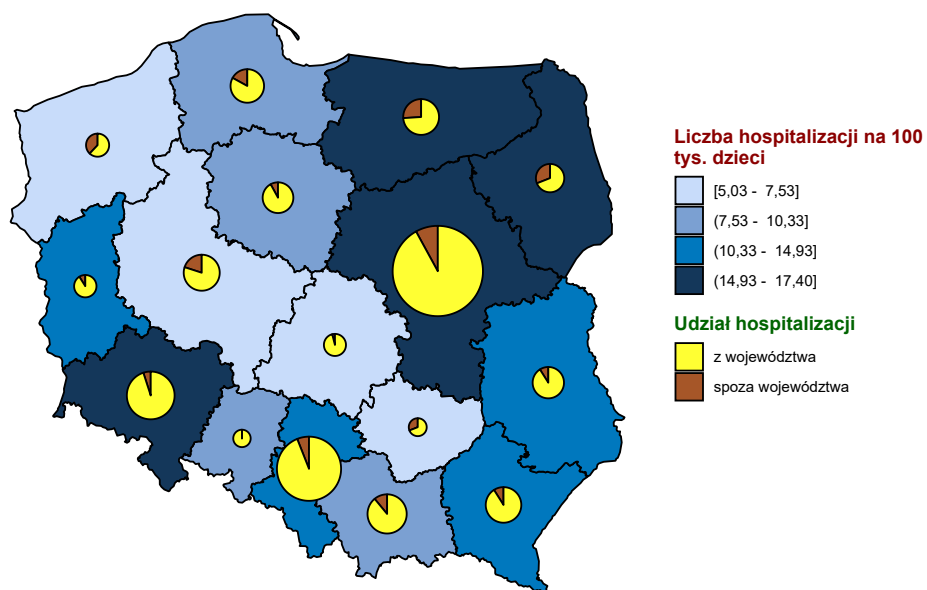 Liczba hospitalizacji na 100
tys. dzieci
[5,03 - 7,53]
(7,53 - 10,33]
(10,33 - 14,93]
(14,93 - 17,40]
Udział hospitalizacji
z województwa
spoza województwa